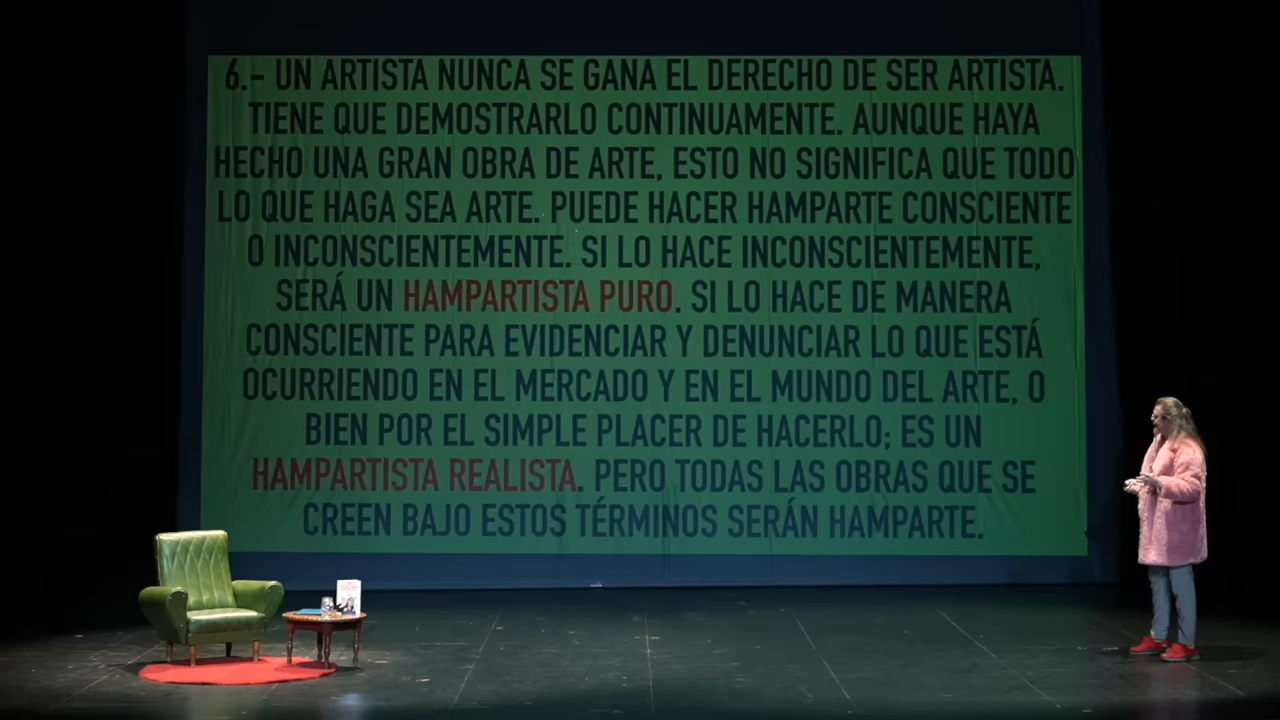 6.- UN ARTISTA NUNCA SE GANA EL DERECHO DE SER ARTISTA.
TIENE QUE DEMOSTRARLO CONTINUAMENTE. AUNQUE HAYA
HECHO UNA GRAN OBRA DE ARTE, ESTO NO SIGNIFICA QUE TODO
LO QUE HAGA SEA ARTE. PUEDE HACER HAMPARTE CONSCIENTE
O INCONSCIENTEMENTE. SI LO HACE INCONSCIENTEMENTE,
SERÁ UN HAMPARTISTA PURO. SI LO HACE DE MANERA
CONSCIENTE PARA EVIDENCIAR Y DENUNCIAR LO QUE ESTÁ
OCURRIENDO EN EL MERCADO Y EN EL MUNDO DEL ARTE, O
BIEN POR EL SIMPLE PLACER DE HACERLO; ES UN
HAMPARTISTA REALISTA. PERO TODAS LAS OBRAS QUE SE
CREEN BAJO ESTOS TÉRMINOS SERÁN HAMPARTE.